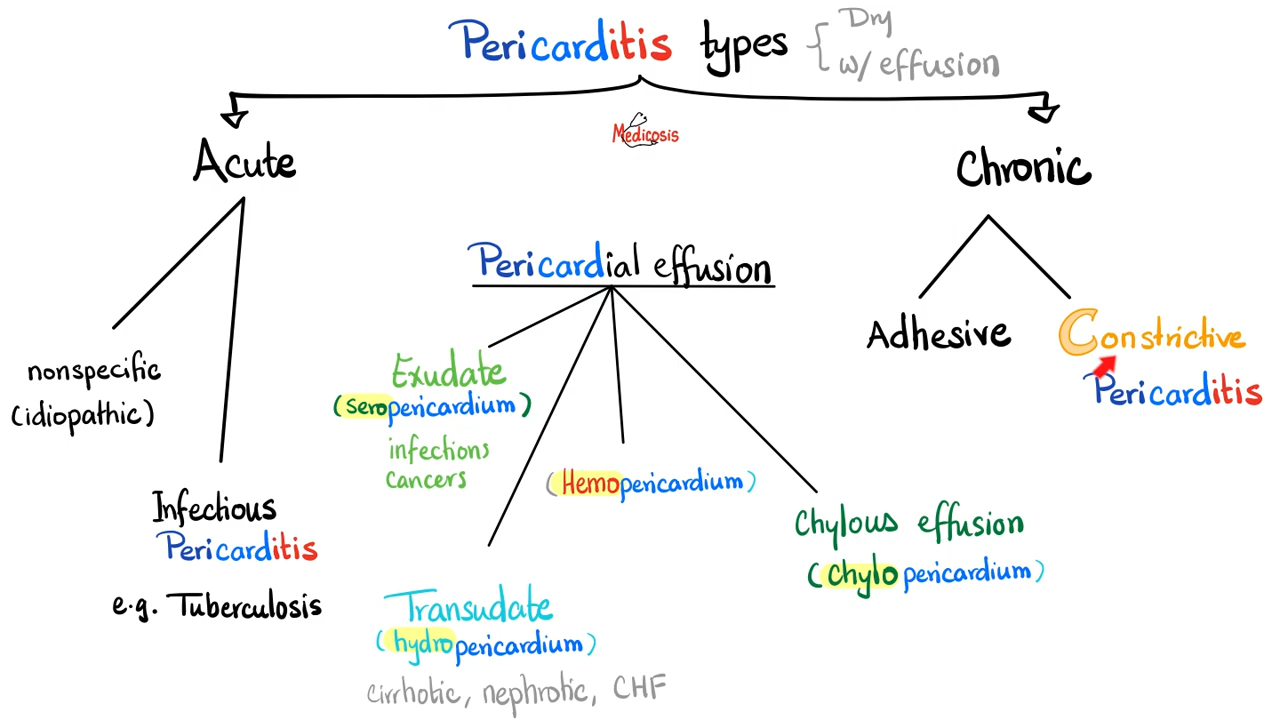 Pericarditis types
Dry
w/ effusion
Medicosis
Acute
Chronic
nonspecific
(idiopathic)
Infectious
Pericarditis
e.g. Tuberculosis
Pericardial effusion
Exudate
(seropericardium)
infections
cancers
Transudate
(hydropericardium)
cirrhotic, nephrotic, CHF
(Hemopericardium)
Chylous effusion
(chylopericardium)
Adhesive
Constrictive
Pericarditis